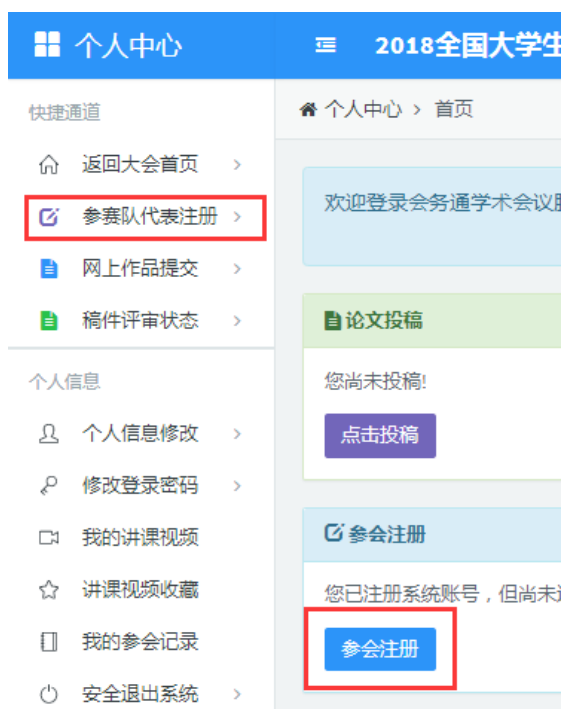 个人中心
2018全国大学生
快捷通道
个人中心 > 首页
返回大会首页 >
参赛队代表注册 >
网上作品提交 >
稿件评审状态 >
欢迎登录会务通学术会议
论文投稿
您尚未投稿!
点击投稿
个人信息
个人信息修改 >
修改登录密码 >
我的讲课视频
讲课视频收藏
我的参会记录
安全退出系统 >
参会注册
您已注册系统账号，但尚未
参会注册